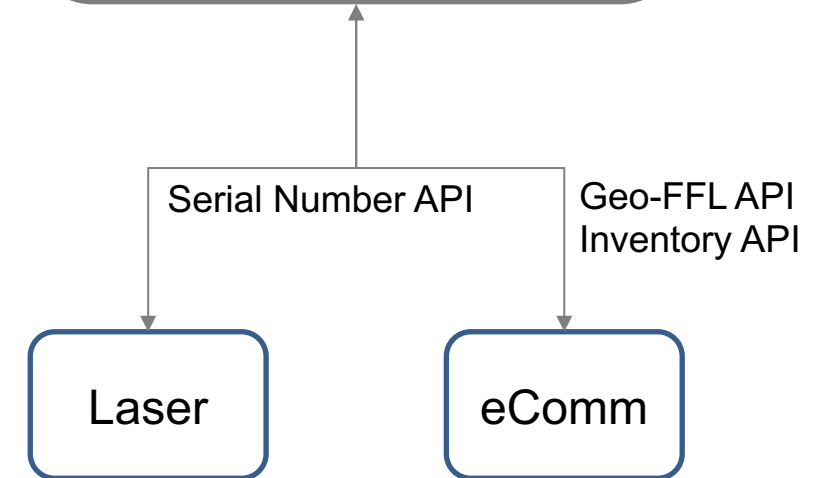 Serial Number API
Geo-FFL API
Inventory API
Laser
eComm